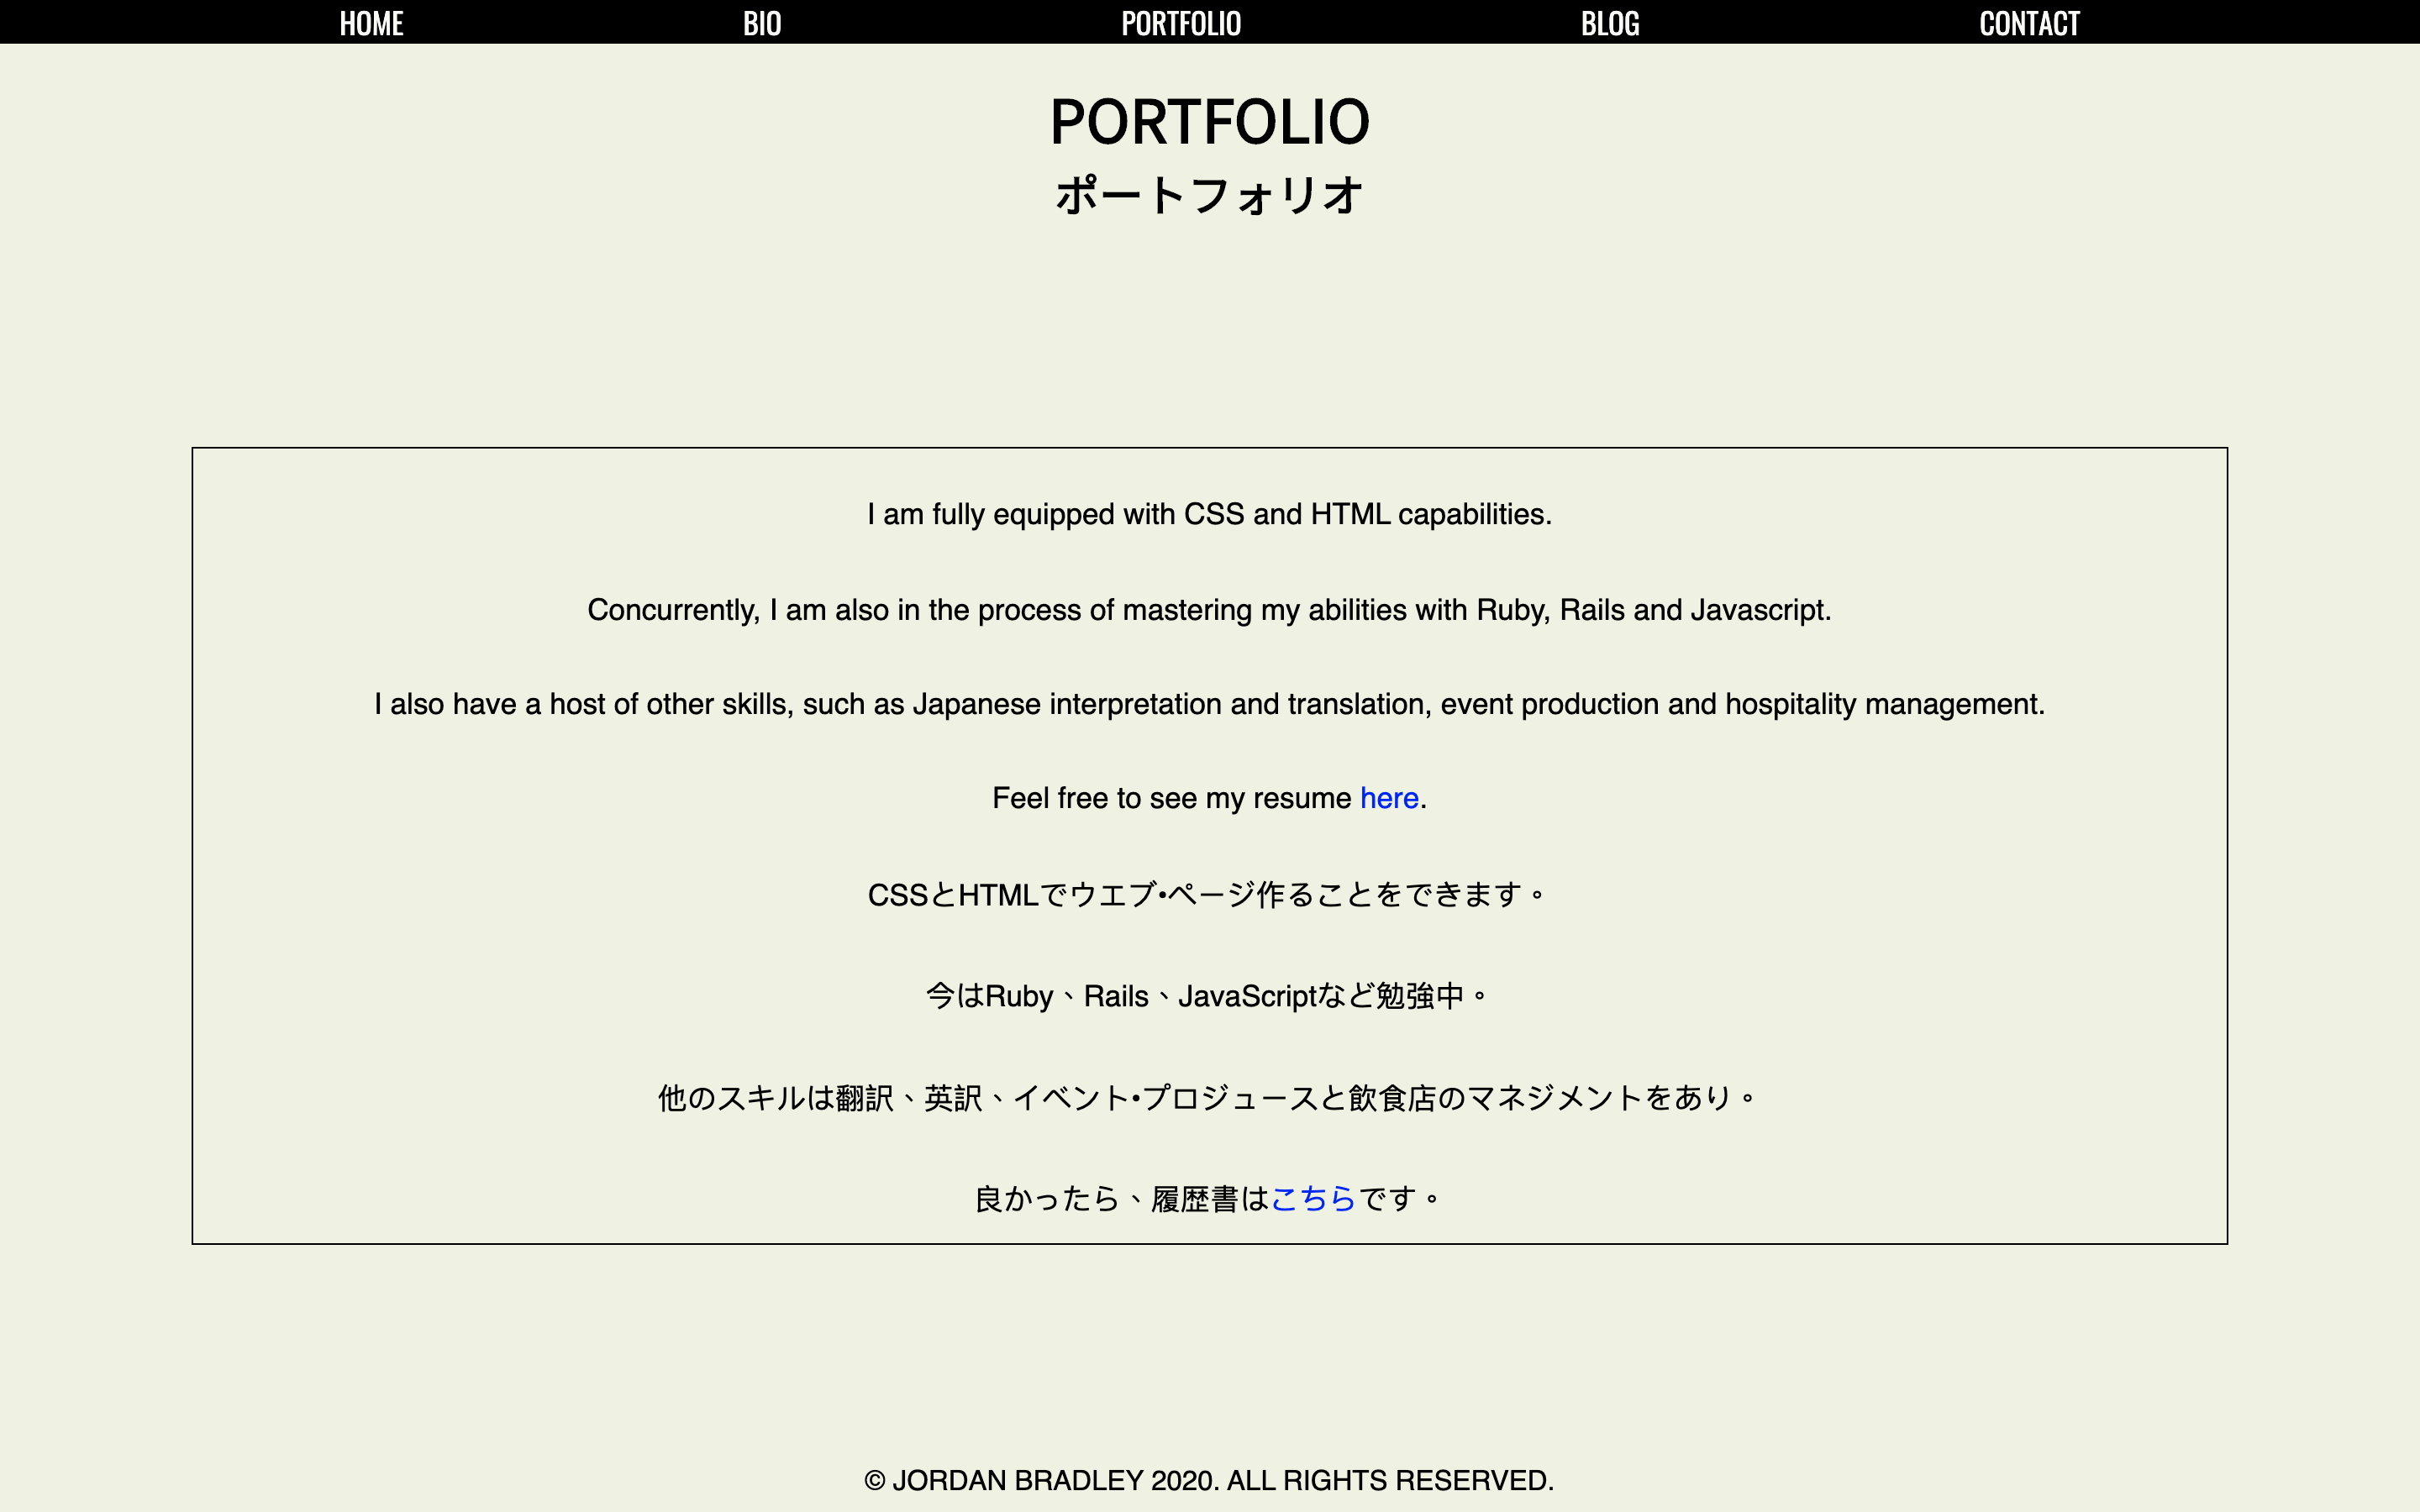 HOME BIO PORTFOLIO BLOG CONTACT
PORTFOLIO
ポートフォリオ
I am fully equipped with CSS and HTML capabilities.
Concurrently, I am also in the process of mastering my abilities with Ruby, Rails and Javascript.
I also have a host of other skills, such as Japanese interpretation and translation, event production and hospitality management.
Feel free to see my resume here.
CSSとHTMLでウエブ•ページ作ることをできます。
今はRuby、Rails、JavaScriptなど勉強中。
他のスキルは翻訳、英訳、イベント•プロジュースと飲食店のマネジメントをあり。
良かったら、履歴書はこちらです。
© JORDAN BRADLEY 2020. ALL RIGHTS RESERVED.